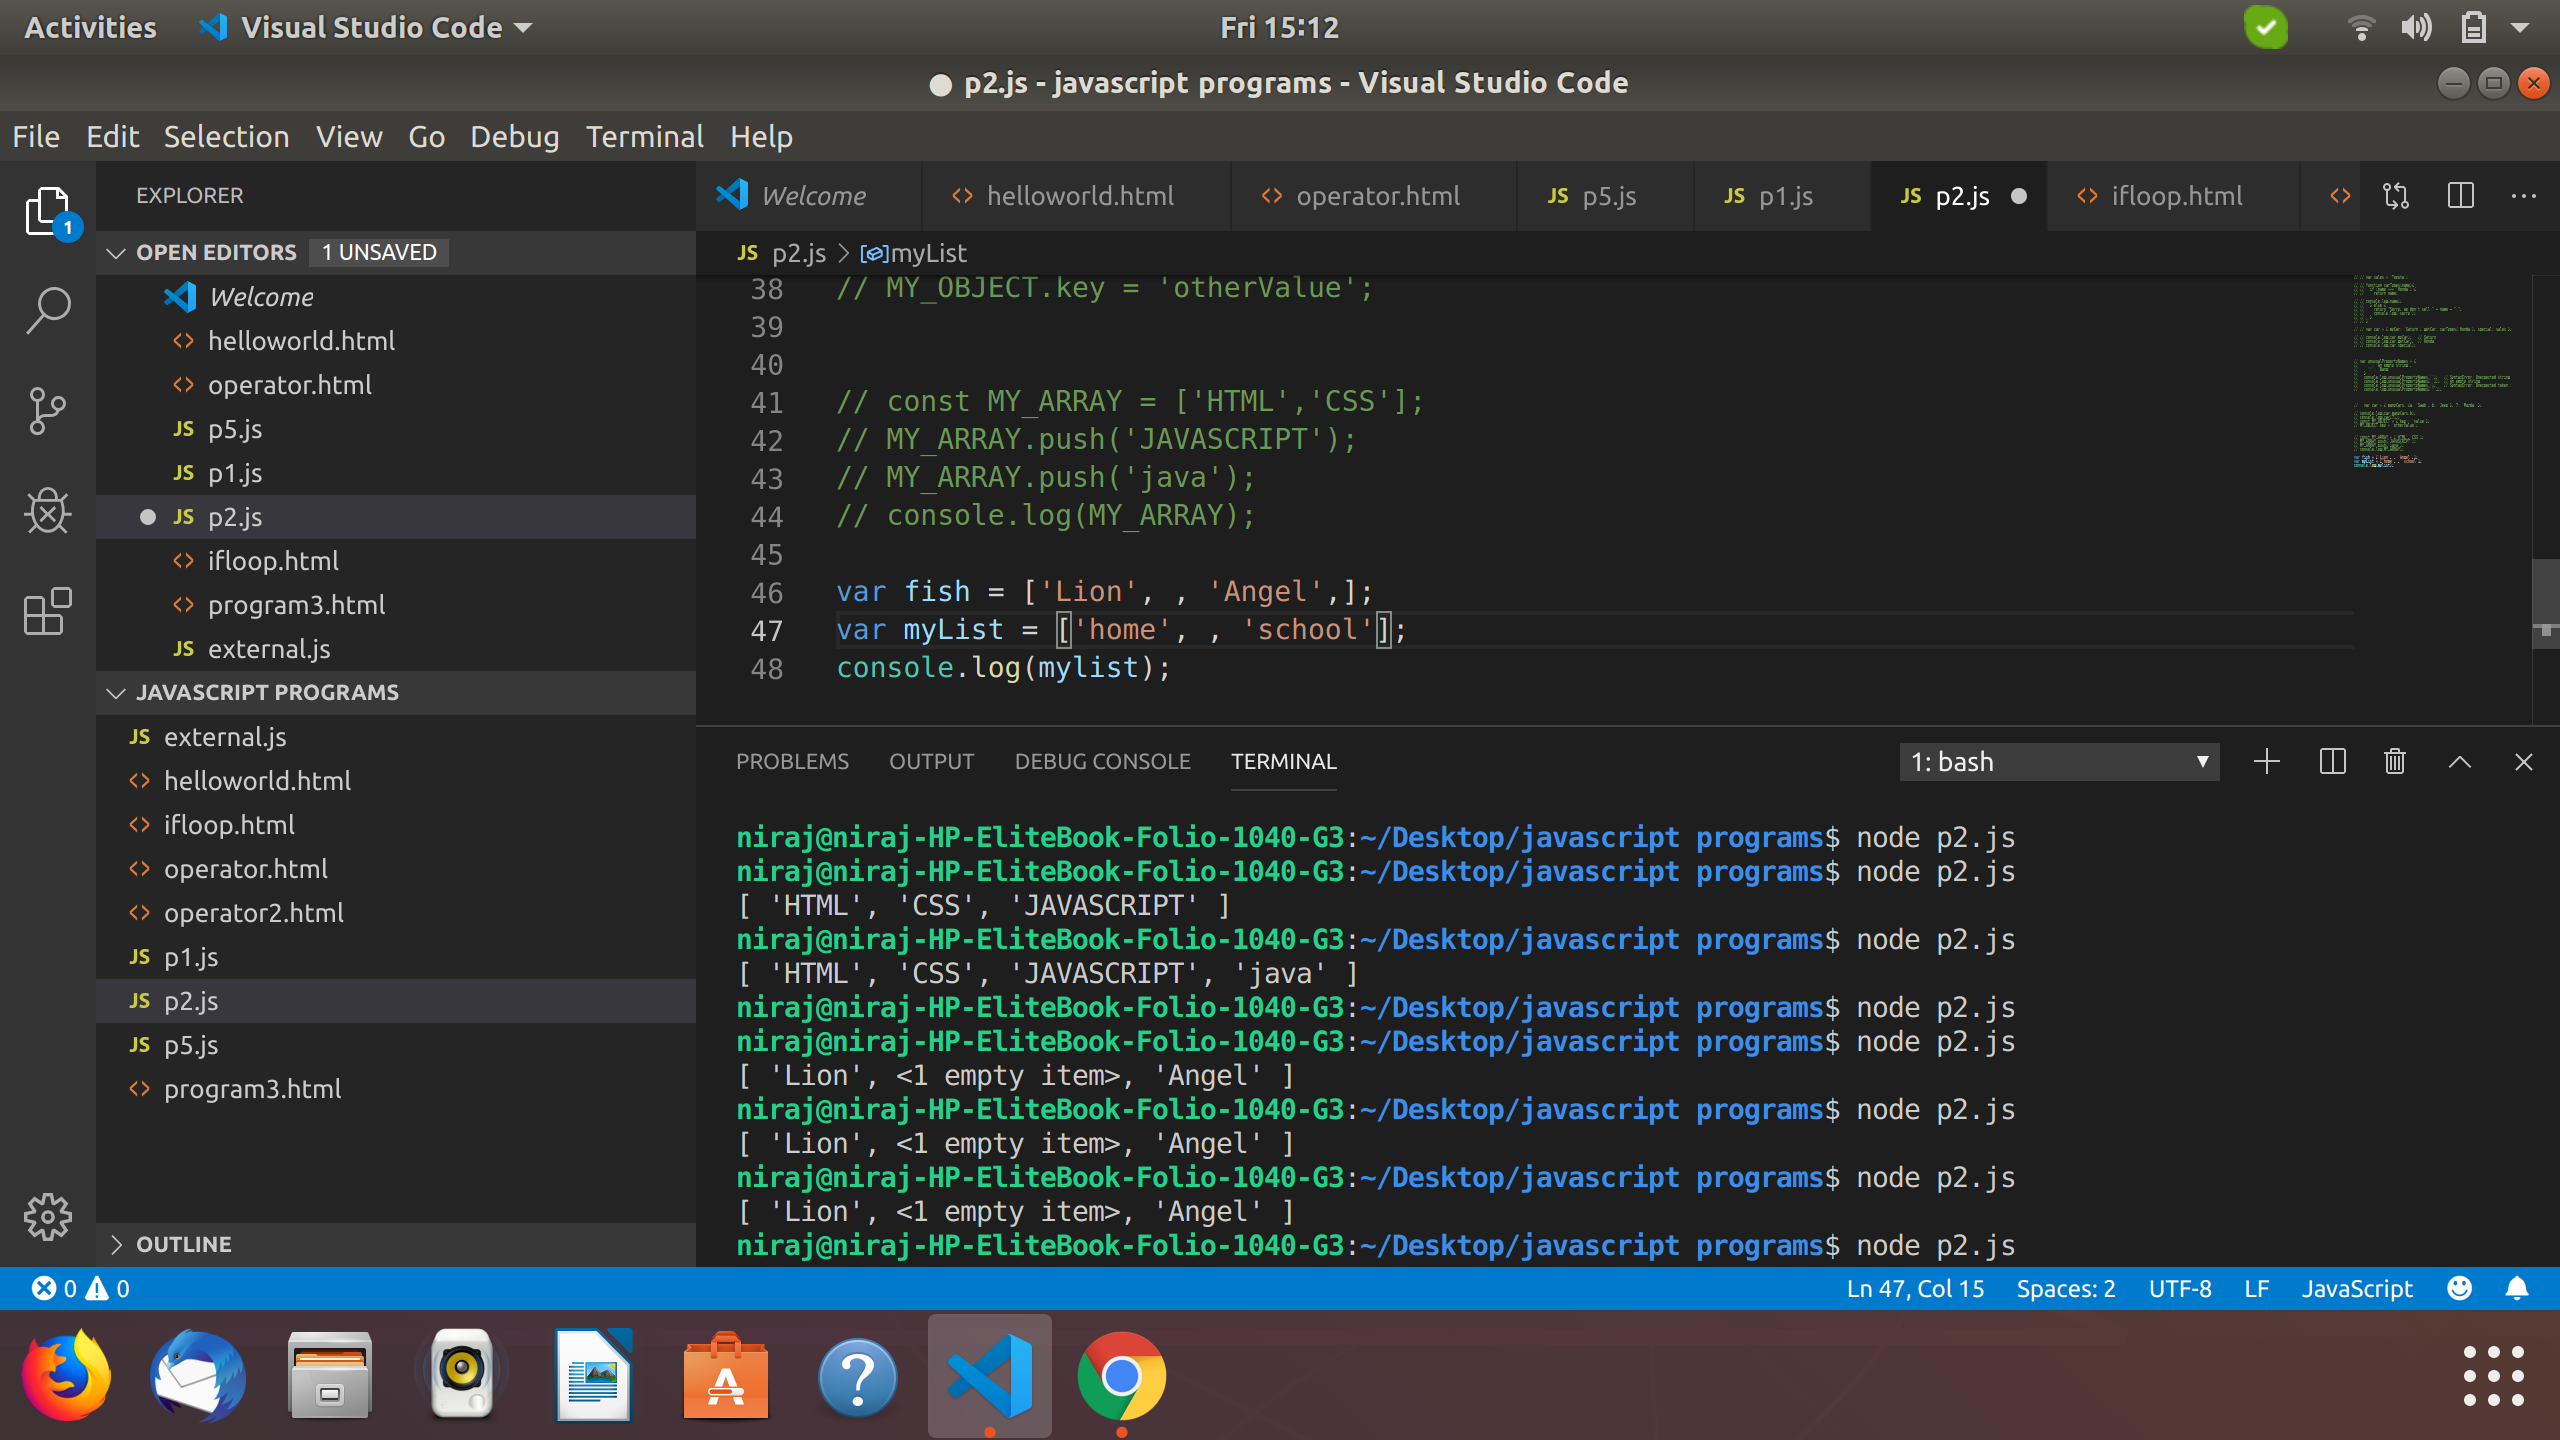 Activities
Visual Studio Code
Fri 15:12
p2.js - javascript programs - Visual Studio Code
File Edit Selection View Go Debug Terminal Help
EXPLORER
OPEN EDITORS 1 UNSAVED
Welcome
helloworld.html
operator.html
JS p5.js
JS p1.js
JS p2.js
ifloop.html
program3.html
JS external.js
JAVASCRIPT PROGRAMS
JS external.js
helloworld.html
ifloop.html
operator.html
operator2.html
JS p1.js
JS p2.js
JS p5.js
program3.html
OUTLINE
1
Welcome helloworld.html operator.html JS p5.js JS p1.js JS p2.js ifloop.html
JS p2.js > myList
38 // MY_OBJECT.key = 'otherValue';
39
40
41 // const MY_ARRAY = ['HTML','CSS'];
42 // MY_ARRAY.push('JAVASCRIPT');
43 // MY_ARRAY.push('java');
44 // console.log(MY_ARRAY);
45
46 var fish = ['Lion', , 'Angel',];
47 var myList = ['home', , 'school'];
48 console.log(mylist);
PROBLEMS OUTPUT DEBUG CONSOLE TERMINAL 1: bash
niraj@niraj-HP-EliteBook-Folio-1040-G3:~/Desktop/javascript programs$ node p2.js
niraj@niraj-HP-EliteBook-Folio-1040-G3:~/Desktop/javascript programs$ node p2.js
[ 'HTML', 'CSS', 'JAVASCRIPT' ]
niraj@niraj-HP-EliteBook-Folio-1040-G3:~/Desktop/javascript programs$ node p2.js
[ 'HTML', 'CSS', 'JAVASCRIPT', 'java' ]
niraj@niraj-HP-EliteBook-Folio-1040-G3:~/Desktop/javascript programs$ node p2.js
niraj@niraj-HP-EliteBook-Folio-1040-G3:~/Desktop/javascript programs$ node p2.js
[ 'Lion', <1 empty item>, 'Angel' ]
niraj@niraj-HP-EliteBook-Folio-1040-G3:~/Desktop/javascript programs$ node p2.js
[ 'Lion', <1 empty item>, 'Angel' ]
niraj@niraj-HP-EliteBook-Folio-1040-G3:~/Desktop/javascript programs$ node p2.js
[ 'Lion', <1 empty item>, 'Angel' ]
niraj@niraj-HP-EliteBook-Folio-1040-G3:~/Desktop/javascript programs$ node p2.js
0 0 Ln 47, Col 15 Spaces: 2 UTF-8 LF JavaScript